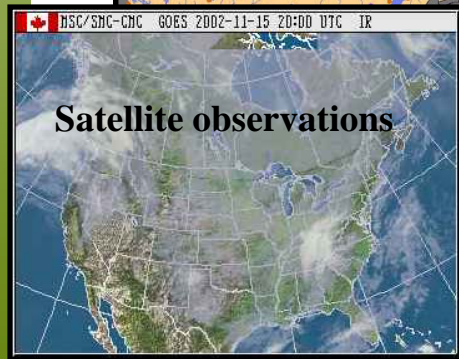 MSC/SMC-CMC GOES 2002-11-15 20:00 UTC IR
Satellite observations